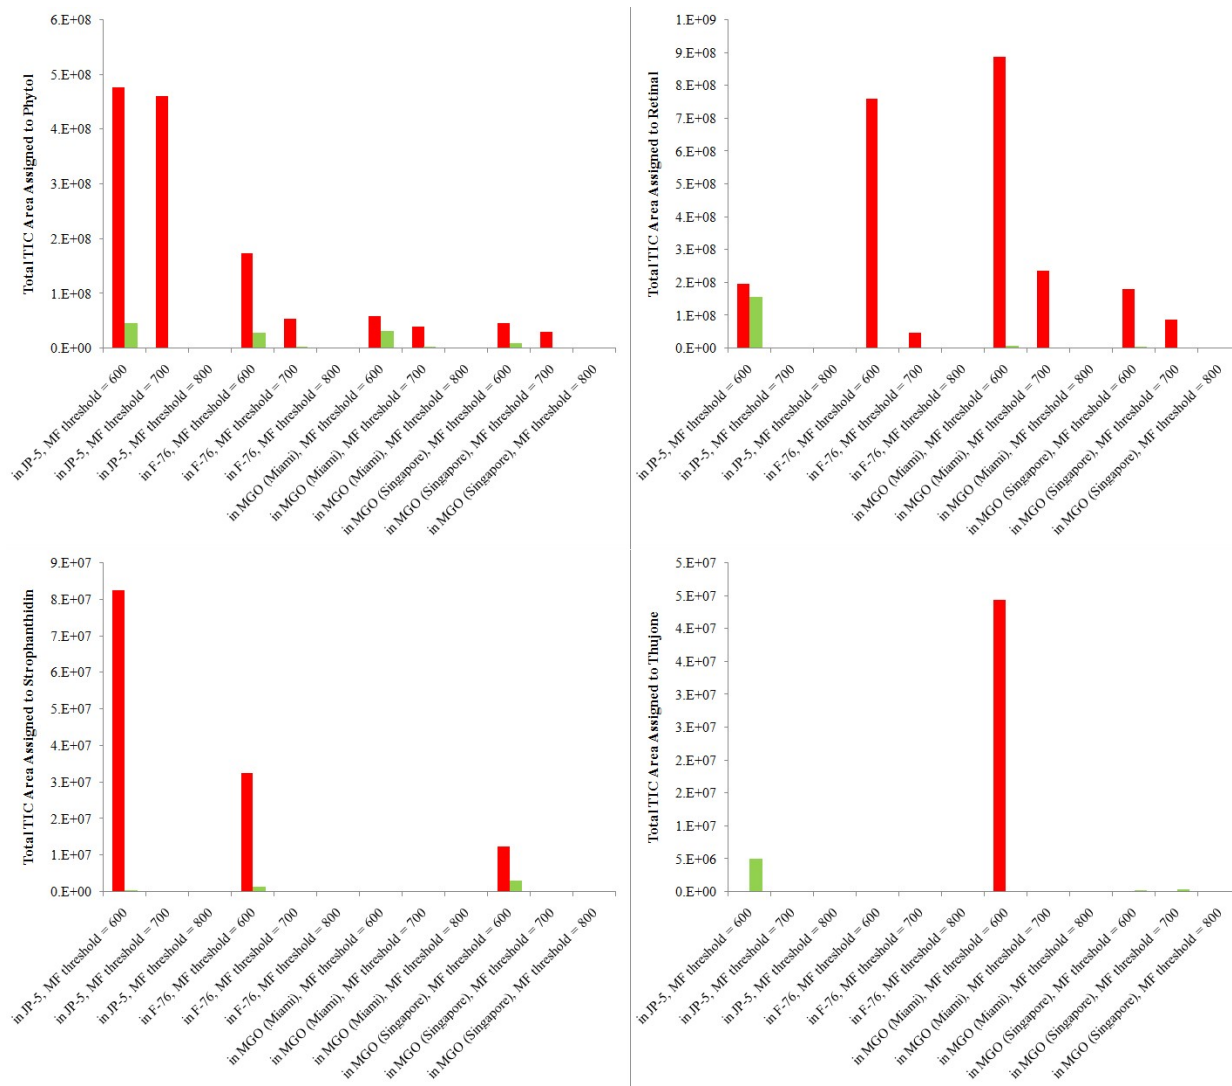 Total TIC Area Assigned to Phytol
6.E+08
5.E+08
4.E+08
3.E+08
2.E+08
1.E+08
0.E+00
in JP-5, MF threshold = 600
in JP-5, MF threshold = 700
in JP-5, MF threshold = 800
in F-76, MF threshold = 600
in F-76, MF threshold = 700
in F-76, MF threshold = 800
in MGO (Miami), MF threshold = 600
in MGO (Miami), MF threshold = 700
in MGO (Miami), MF threshold = 800
in MGO (Singapore), MF threshold = 600
in MGO (Singapore), MF threshold = 700
in MGO (Singapore), MF threshold = 800
Total TIC Area Assigned to Retinal
1.E+09
9.E+08
8.E+08
7.E+08
6.E+08
5.E+08
4.E+08
3.E+08
2.E+08
1.E+08
0.E+00
in JP-5, MF threshold = 600
in JP-5, MF threshold = 700
in JP-5, MF threshold = 800
in F-76, MF threshold = 600
in F-76, MF threshold = 700
in F-76, MF threshold = 800
in MGO (Miami), MF threshold = 600
in MGO (Miami), MF threshold = 700
in MGO (Miami), MF threshold = 800
in MGO (Singapore), MF threshold = 600
in MGO (Singapore), MF threshold = 700
in MGO (Singapore), MF threshold = 800
Total TIC Area Assigned to Strophanthidin
9.E+07
8.E+07
7.E+07
6.E+07
5.E+07
4.E+07
3.E+07
2.E+07
1.E+07
0.E+00
in JP-5, MF threshold = 600
in JP-5, MF threshold = 700
in JP-5, MF threshold = 800
in F-76, MF threshold = 600
in F-76, MF threshold = 700
in F-76, MF threshold = 800
in MGO (Miami), MF threshold = 600
in MGO (Miami), MF threshold = 700
in MGO (Miami), MF threshold = 800
in MGO (Singapore), MF threshold = 600
in MGO (Singapore), MF threshold = 700
in MGO (Singapore), MF threshold = 800
Total TIC Area Assigned to Thujone
5.E+07
5.E+07
4.E+07
4.E+07
3.E+07
3.E+07
2.E+07
2.E+07
1.E+07
5.E+06
0.E+00
in JP-5, MF threshold = 600
in JP-5, MF threshold = 700
in JP-5, MF threshold = 800
in F-76, MF threshold = 600
in F-76, MF threshold = 700
in F-76, MF threshold = 800
in MGO (Miami), MF threshold = 600
in MGO (Miami), MF threshold = 700
in MGO (Miami), MF threshold = 800
in MGO (Singapore), MF threshold = 600
in MGO (Singapore), MF threshold = 700
in MGO (Singapore), MF threshold = 800